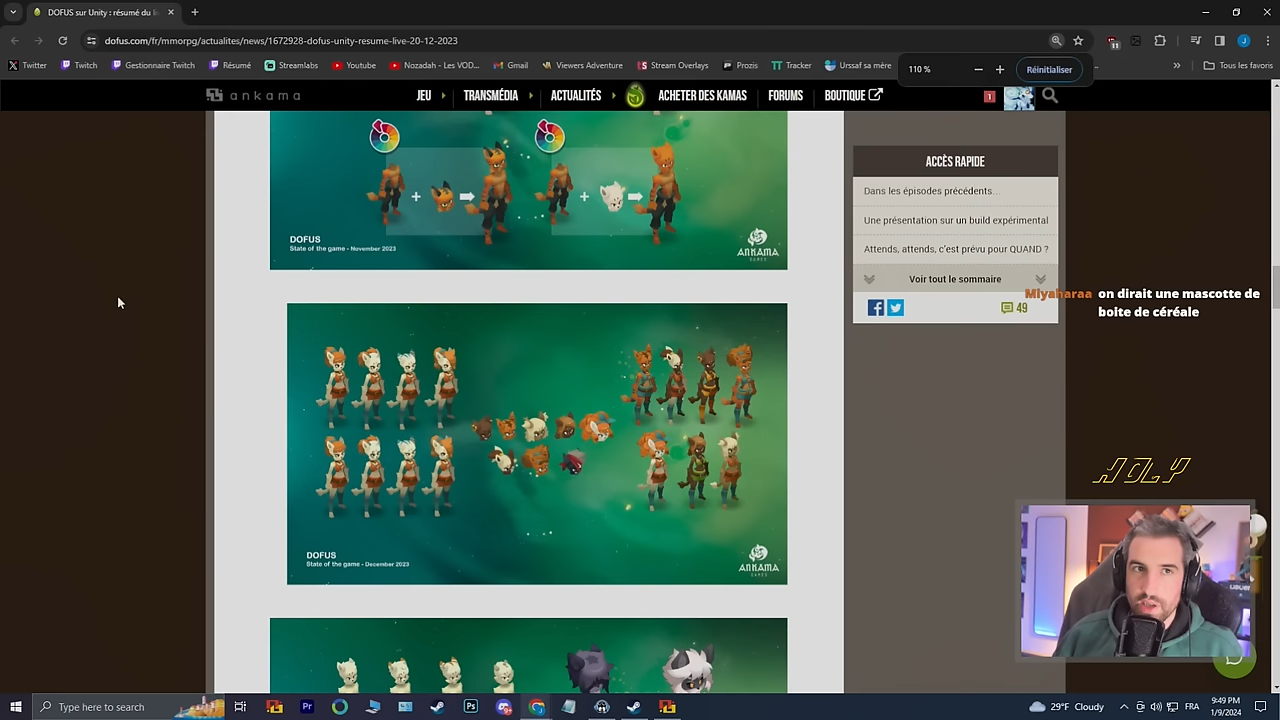 DOFUS sur Unity : résumé du li
dofus.com/fr/mmorpg/actualites/news/1672928-dofus-unity-resume-live-20-12-2023
Twitter
Twitch
Gestionnaire Twitch
Résumé
Streamlabs
Youtube
Nozadah - Les VOD...
Gmail
Viewers Adventure
Stream Overlays
Prozis
Tracker
Urssaf sa mère
110 %
Réinitialiser
Tous les favoris
ankama
JEU
TRANSMÉDIA
ACTUALITÉS
ACHETER DES KAMAS
FORUMS
BOUTIQUE
1
DOFUS
State of the game - November 2023
ANKAMA
GAMES
ACCÈS RAPIDE
Dans les épisodes précédents…
Une présentation sur un build expérimental
Attends, attends, c'est prévu pour QUAND ?
Voir tout le sommaire
49
Miyaharaa on dirait une mascotte de
boite de céréale
DOFUS
State of the game - December 2023
ANKAMA
GAMES
JOLY
Type here to search
29°F Cloudy
FRA
9:49 PM
1/9/2024